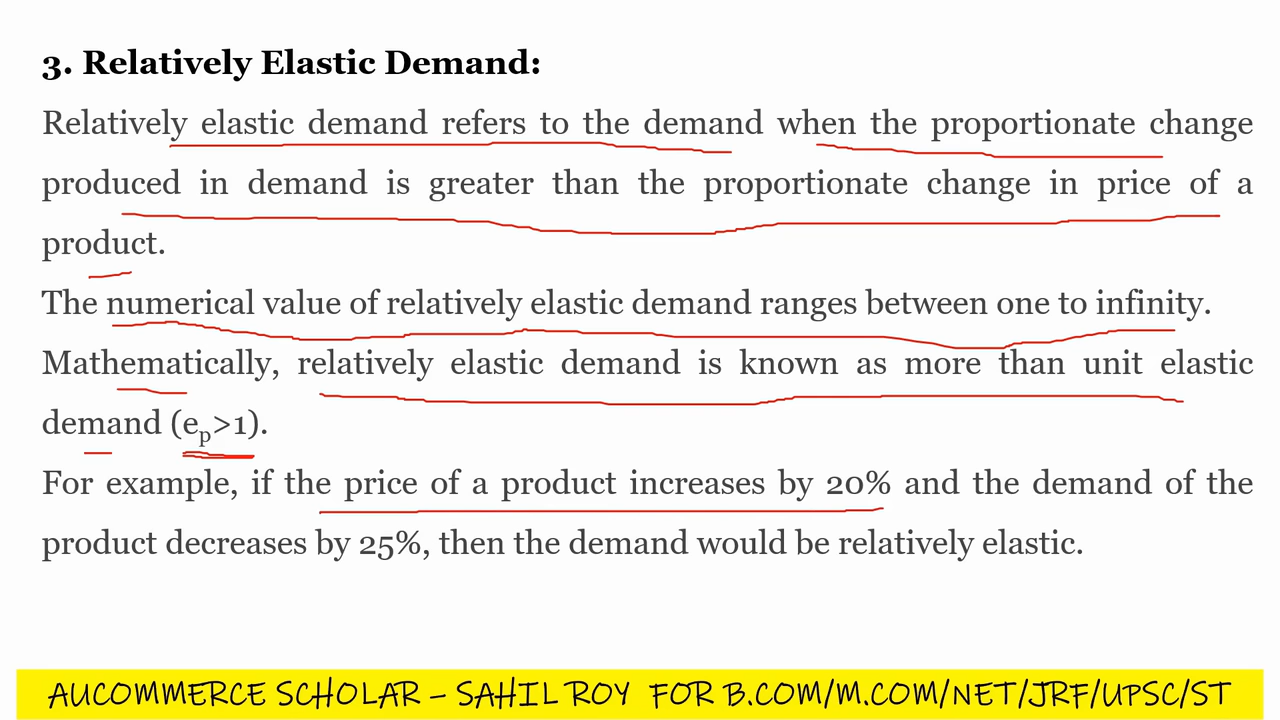 3. Relatively Elastic Demand:
Relatively elastic demand refers to the demand when the proportionate change
produced in demand is greater than the proportionate change in price of a
product.
The numerical value of relatively elastic demand ranges between one to infinity.
Mathematically, relatively elastic demand is known as more than unit elastic
demand (ep>1).
For example, if the price of a product increases by 20% and the demand of the
product decreases by 25%, then the demand would be relatively elastic.
AUCOMMERCE SCHOLAR – SAHIL ROY FOR B.COM/M.COM/NET/JRF/UPSC/ST